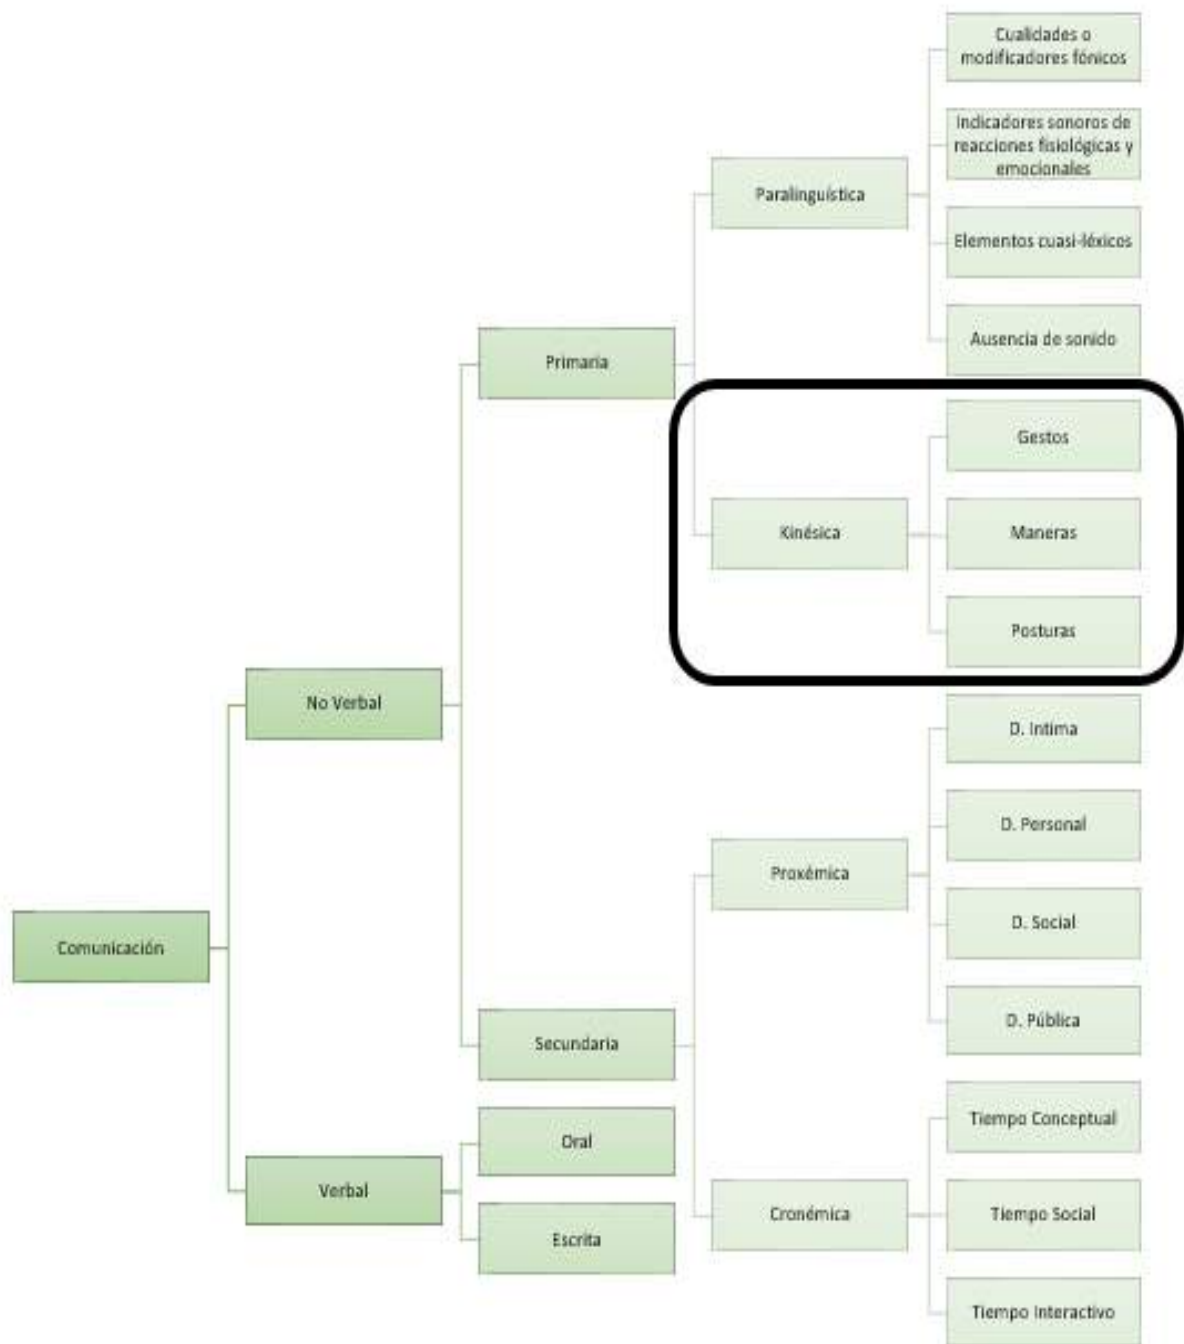 Cualidades o
modificadores fónicos
Indicadores sonoros de
reacciones fisiológicas y
emocionales
Paralinguística
Elementos cuasi-léxicos
Ausencia de sonido
Primaria
Gestos
Kinésica
Maneras
Posturas
No Verbal
D. Intima
D. Personal
Proxémica
D. Social
D. Pública
Comunicación
Secundaria
Oral
Verbal
Escrita
Tiempo Conceptual
Cronémica
Tiempo Social
Tiempo Interactivo